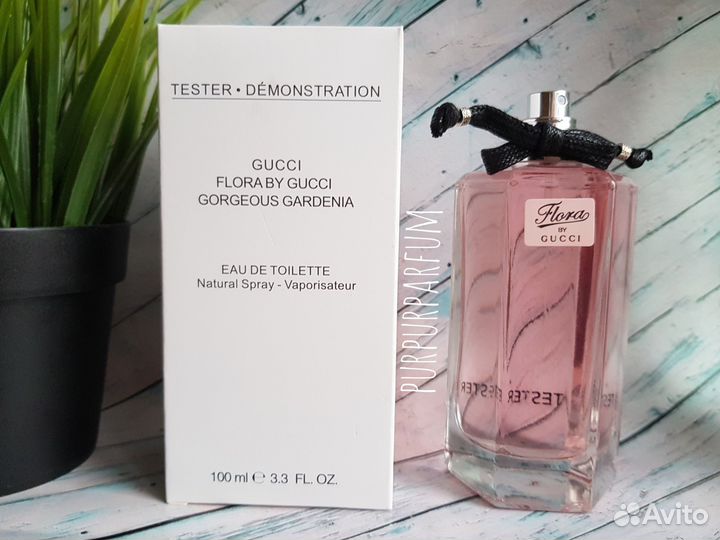 TESTER • DÉMONSTRATION
GUCCI
FLORA BY GUCCI
GORGEOUS GARDENIA
EAU DE TOILETTE
Natural Spray - Vaporisateur
100 ml ℮ 3.3 FL. OZ.
PURPURPARFUM
Flora
BY
GUCCI
TESTER
Avito